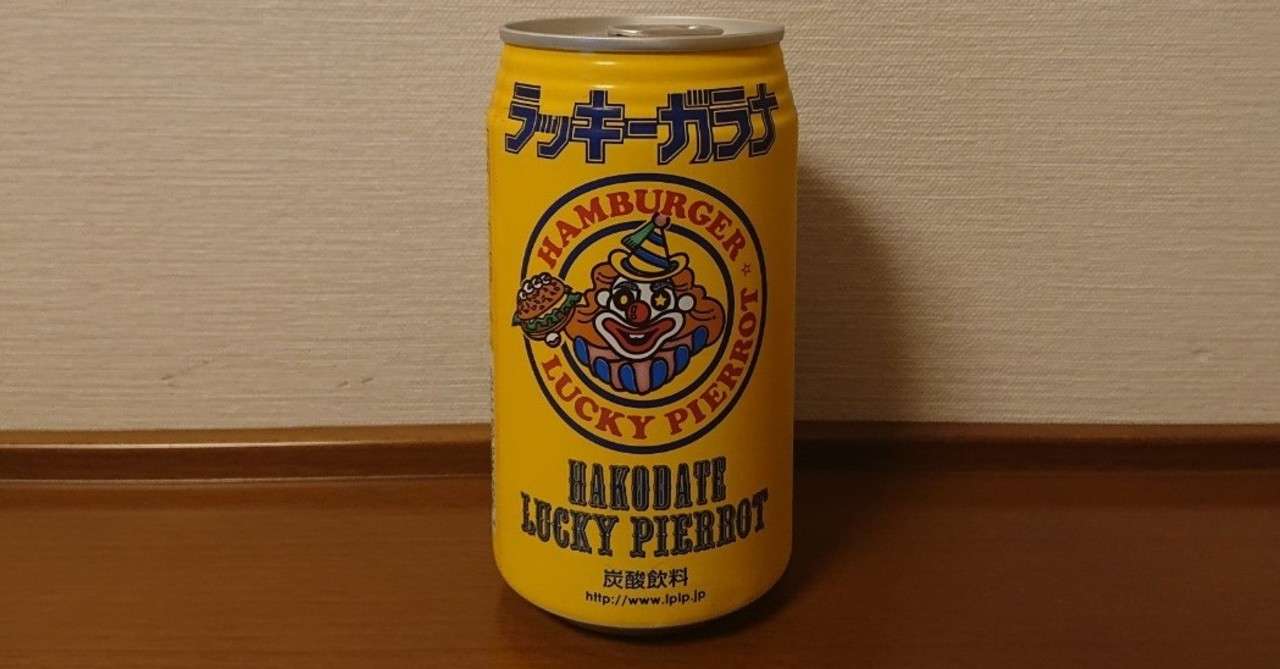 ラッキーガラナ
HAMBURGER
LUCKY PIERROT
HAKODATE
LUCKY PIERROT
炭酸飲料
http://www.lplp.jp